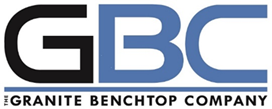 GBC
THE GRANITE BENCHTOP COMPANY